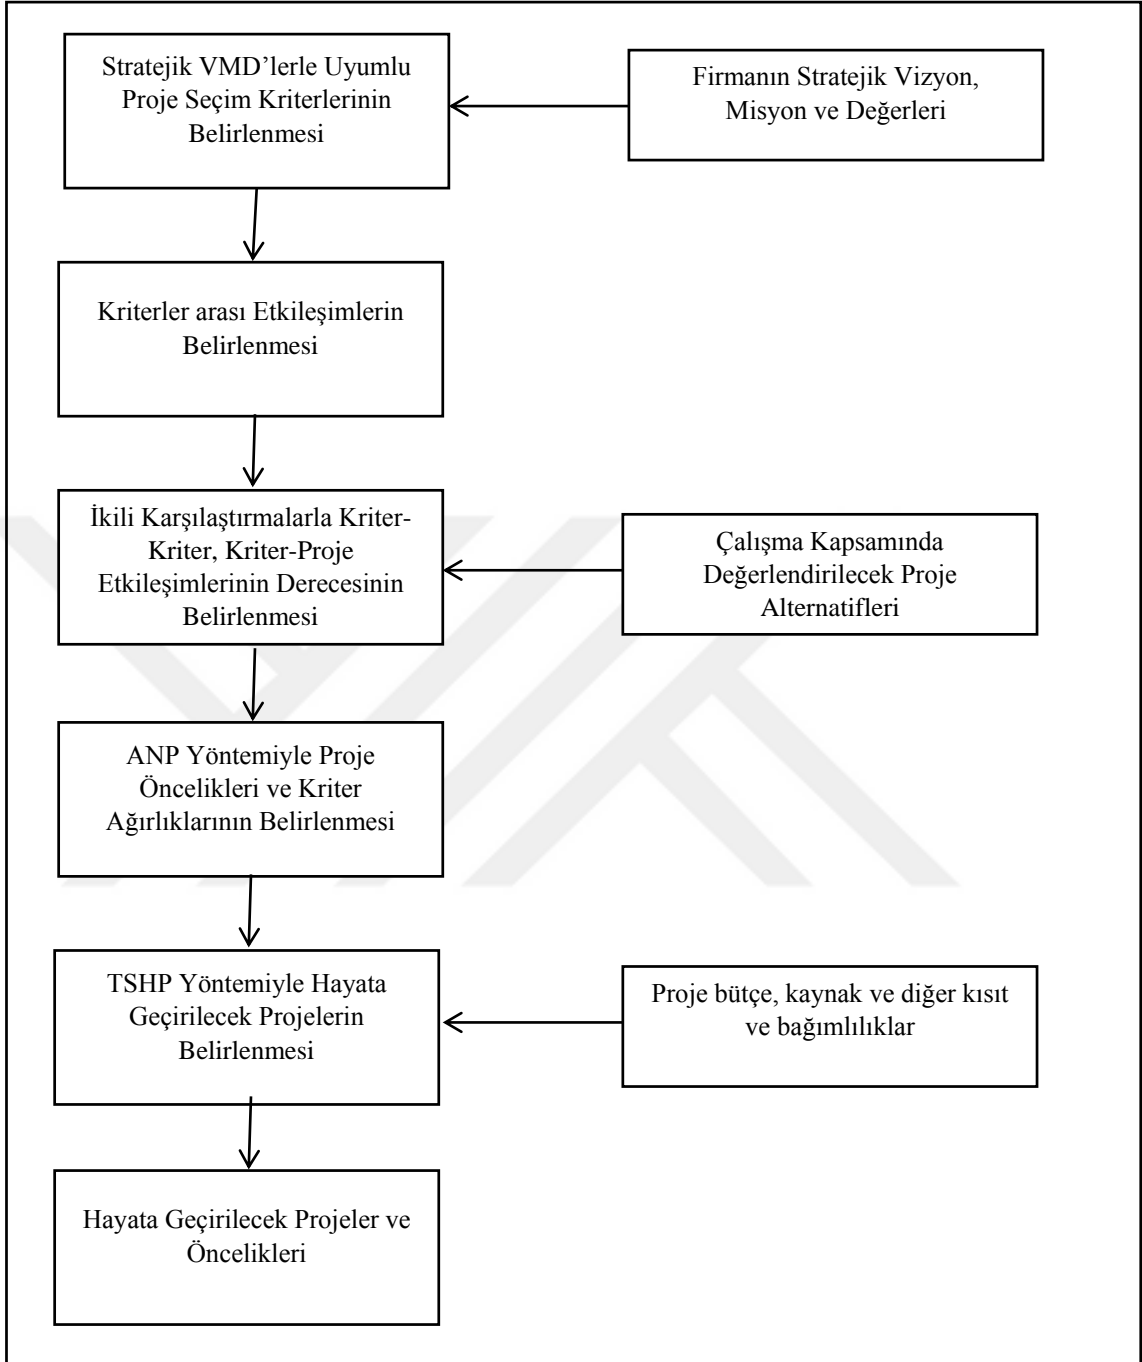 Stratejik VMD’lerle Uyumlu
Proje Seçim Kriterlerinin
Belirlenmesi
Firmanın Stratejik Vizyon,
Misyon ve Değerleri
Kriterler arası Etkileşimlerin
Belirlenmesi
İkili Karşılaştırmalarla Kriter-
Kriter, Kriter-Proje
Etkileşimlerinin Derecesinin
Belirlenmesi
Çalışma Kapsamında
Değerlendirilecek Proje
Alternatifleri
ANP Yöntemiyle Proje
Öncelikleri ve Kriter
Ağırlıklarının Belirlenmesi
TSHP Yöntemiyle Hayata
Geçirilecek Projelerin
Belirlenmesi
Proje bütçe, kaynak ve diğer kısıt
ve bağımlılıklar
Hayata Geçirilecek Projeler ve
Öncelikleri